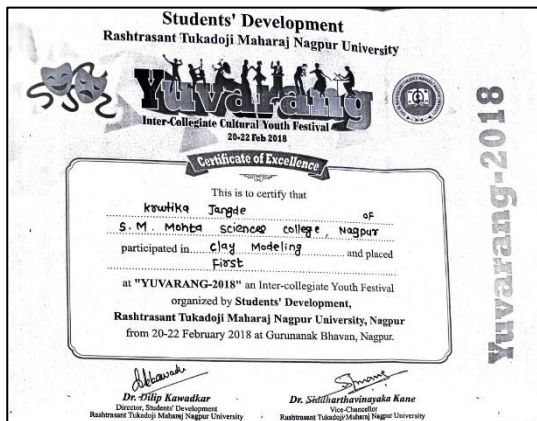 Students' Development
Rashtrasant Tukadoji Maharaj Nagpur University
Yuvarang
Inter-Collegiate Cultural Youth Festival
20-22 Feb 2018
Certificate of Excellence
This is to certify that
Krutika Jangde of
S. M. Mohta sciences college, Nagpur
participated in clay Modeling and placed
First
at "YUVARANG-2018" an Inter-collegiate Youth Festival
organized by Students' Development,
Rashtrasant Tukadoji Maharaj Nagpur University, Nagpur
from 20-22 February 2018 at Gurunanak Bhavan, Nagpur.
Dr. Dilip Kawadkar
Director, Students' Development
Rashtrasant Tukadoji Maharaj Nagpur University
Dr. Siddharthavinayaka Kane
Vice-Chancellor
Rashtrasant Tukadoji Maharaj Nagpur University
Yuvarang-2018